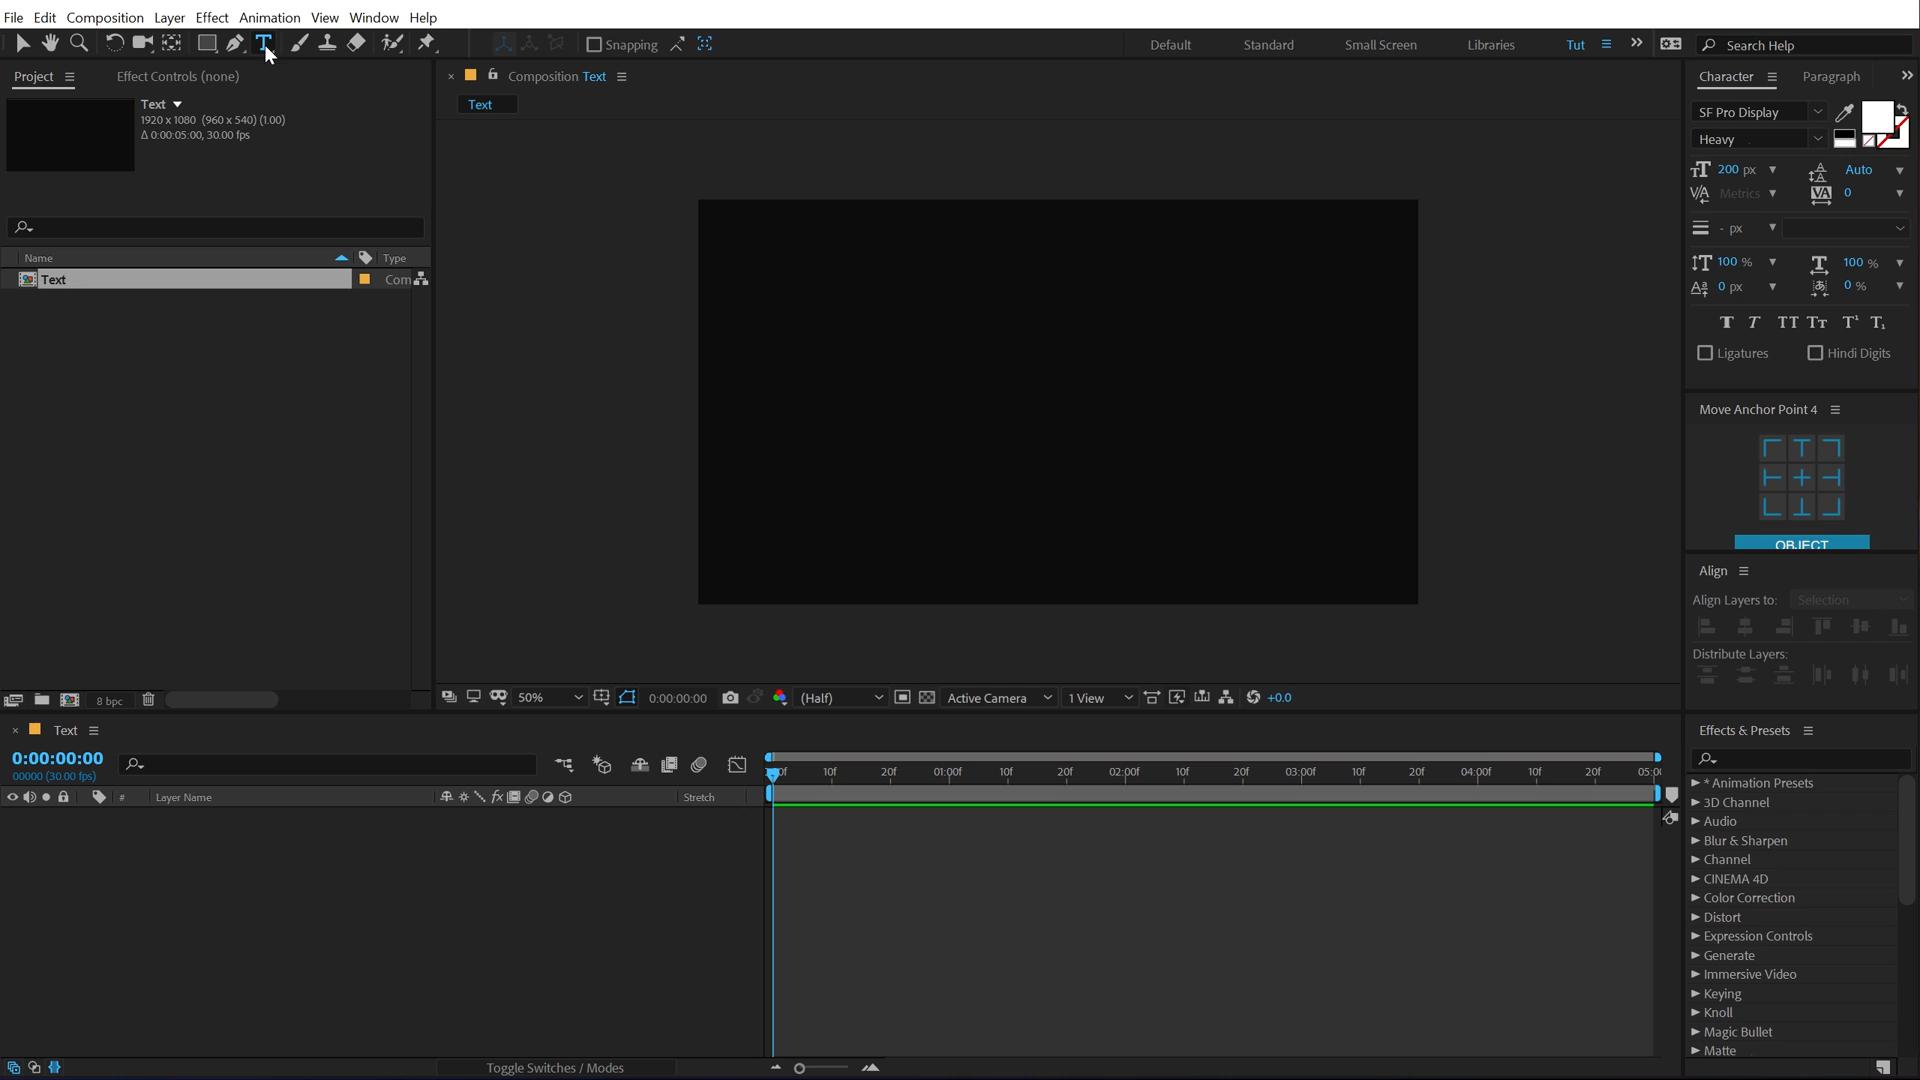 File Edit Composition Layer Effect Animation View Window Help
Snapping Default Standard Small Screen Libraries Tut Search Help
Project Effect Controls (none)
Text
1920 x 1080 (960 x 540) (1.00)
Δ 0:00:05:00, 30.00 fps
Name Type
Text Com
8 bpc
Composition Text
Text
50% 0:00:00:00 (Half) Active Camera 1 View +0.0
Character Paragraph
SF Pro Display
Heavy
200 px Auto
Metrics 0
- px
100 % 100 %
0 px 0 %
Ligatures Hindi Digits
Move Anchor Point 4
OBJECT
Align
Align Layers to: Selection
Distribute Layers:
Text
0:00:00:00
00000 (30.00 fps)
# Layer Name Stretch
10f 20f 01:00f 10f 20f 02:00f 10f 20f 03:00f 10f 20f 04:00f 10f 20f
Toggle Switches / Modes
Effects & Presets
* Animation Presets
3D Channel
Audio
Blur & Sharpen
Channel
CINEMA 4D
Color Correction
Distort
Expression Controls
Generate
Immersive Video
Keying
Knoll
Magic Bullet
Matte